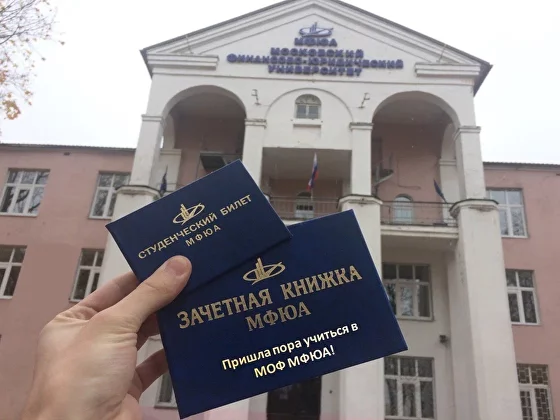 МФЮА
МОСКОВСКИЙ
ФИНАНСОВО-ЮРИДИЧЕСКИЙ
УНИВЕРСИТЕТ
СТУДЕНЧЕСКИЙ БИЛЕТ
МФЮА
ЗАЧЕТНАЯ КНИЖКА
МФЮА
Пришла пора учиться в
МОФ МФЮА!